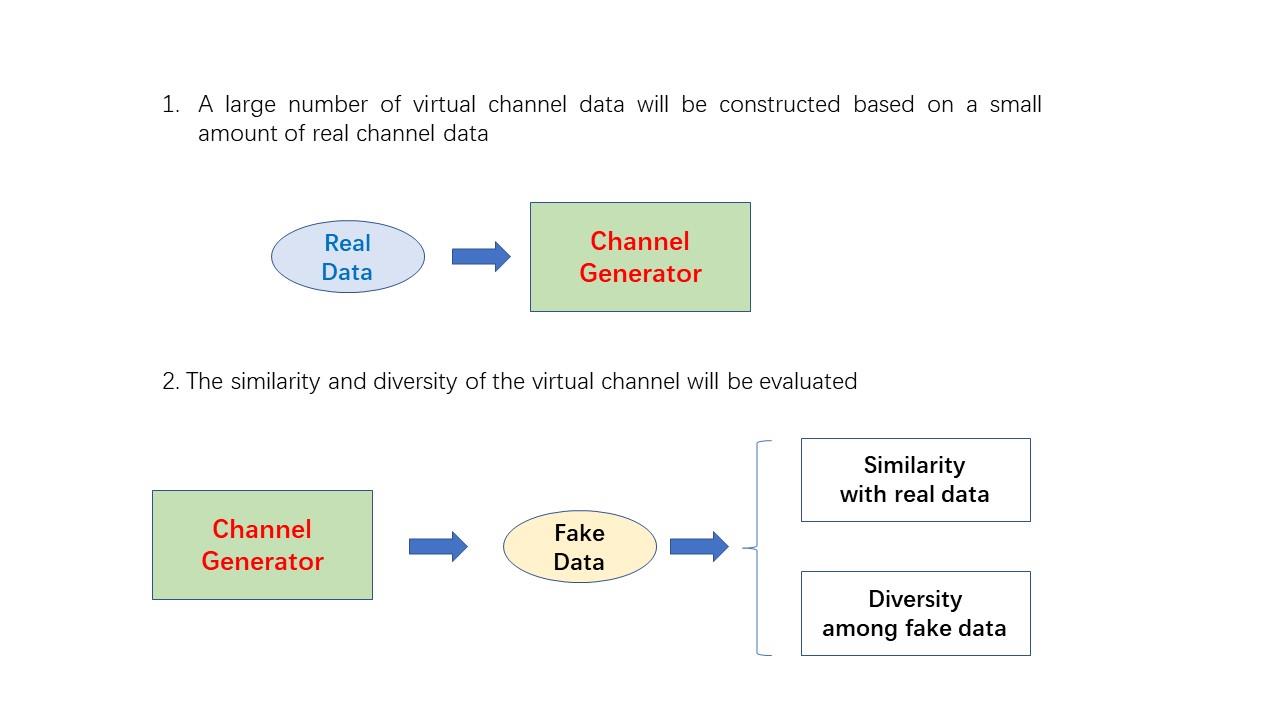 1. A large number of virtual channel data will be constructed based on a small
amount of real channel data
Real
Data
Channel
Generator
2. The similarity and diversity of the virtual channel will be evaluated
Channel
Generator
Fake
Data
Similarity
with real data
Diversity
among fake data